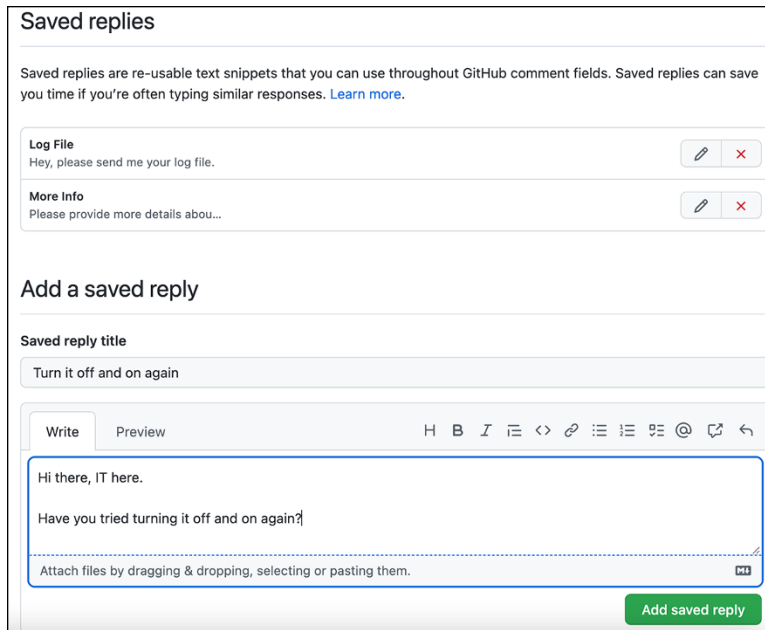 Saved replies
Saved replies are re-usable text snippets that you can use throughout GitHub comment fields. Saved replies can save
you time if you're often typing similar responses. Learn more.
Log File
Hey, please send me your log file.
More Info
Please provide more details abou...
Add a saved reply
Saved reply title
Turn it off and on again
Write Preview
Hi there, IT here.
Have you tried turning it off and on again?
Attach files by dragging & dropping, selecting or pasting them.
Add saved reply